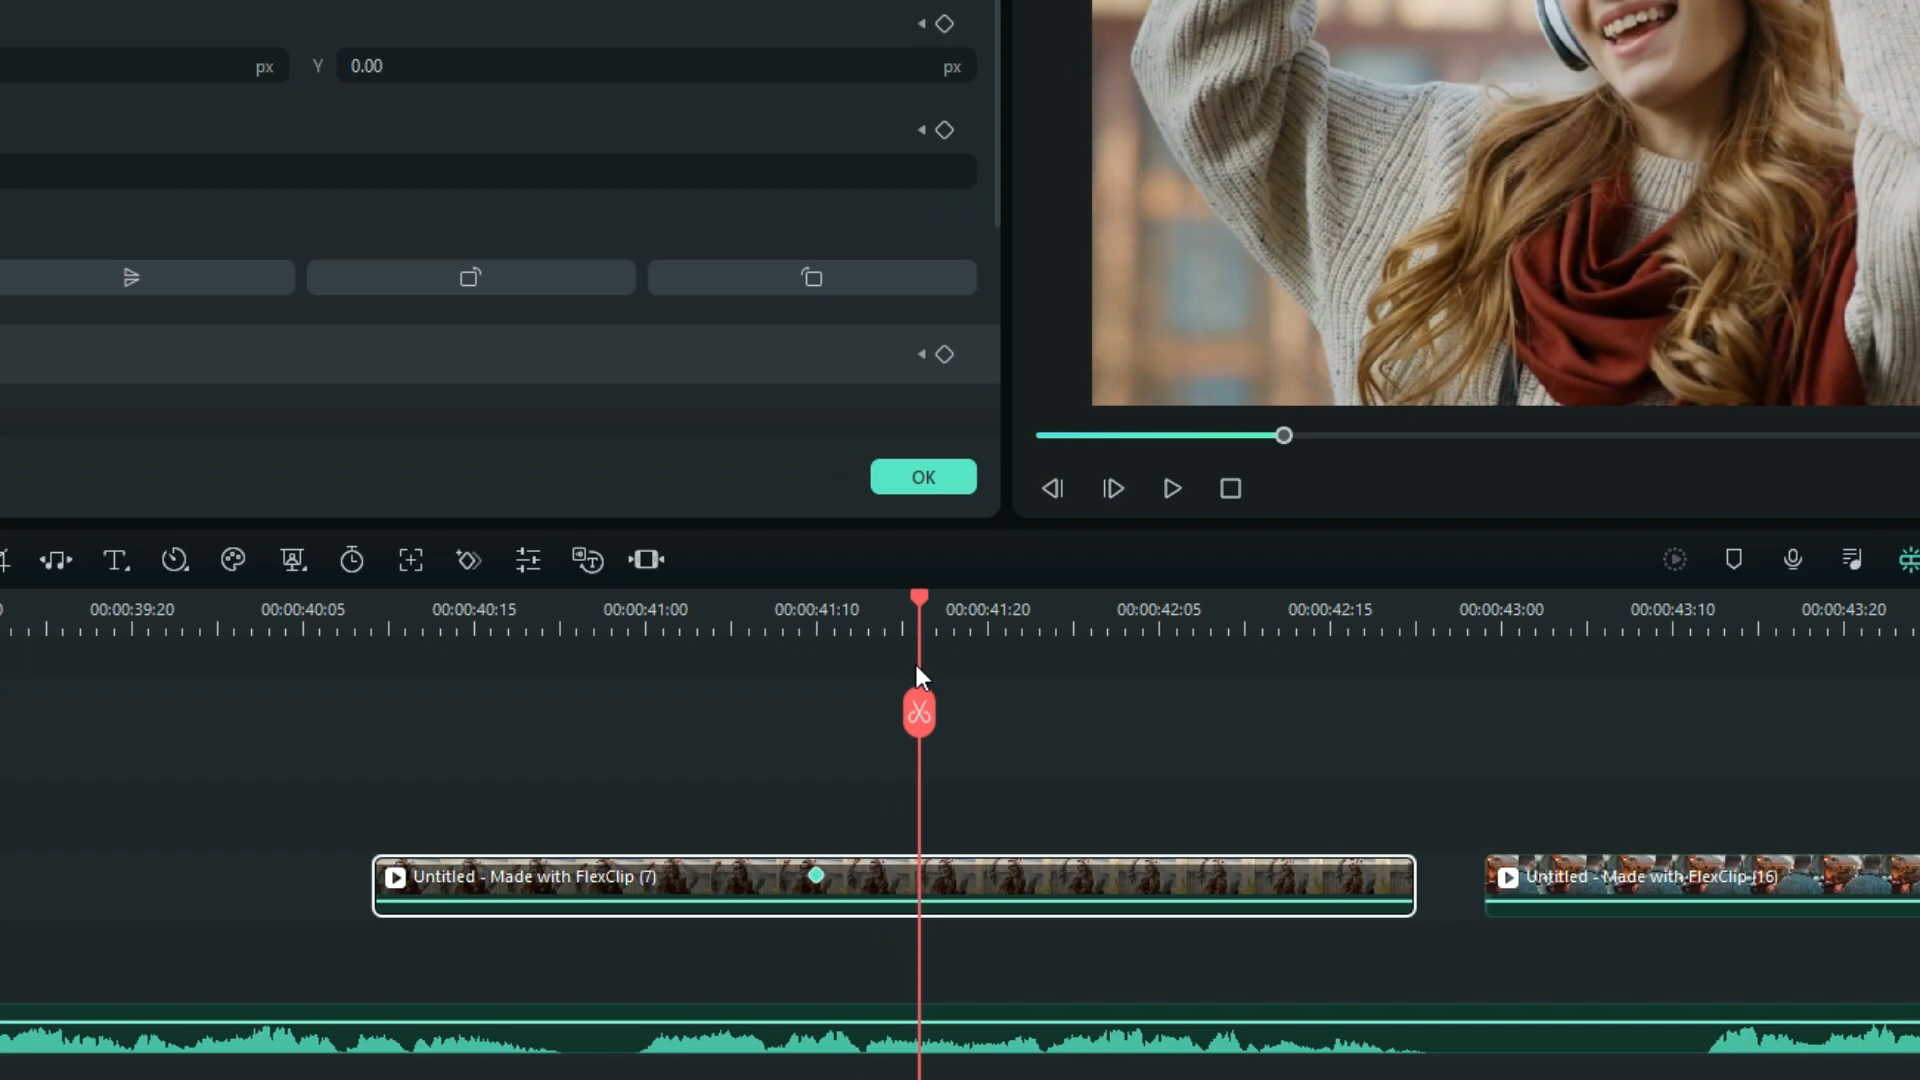 px Y 0.00 px
OK
00:00:39:20 00:00:40:05 00:00:40:15 00:00:41:00 00:00:41:10 00:00:41:20 00:00:42:05 00:00:42:15 00:00:43:00 00:00:43:10 00:00:43:20
Untitled - Made with FlexClip (7) Untitled - Made with FlexClip (16)